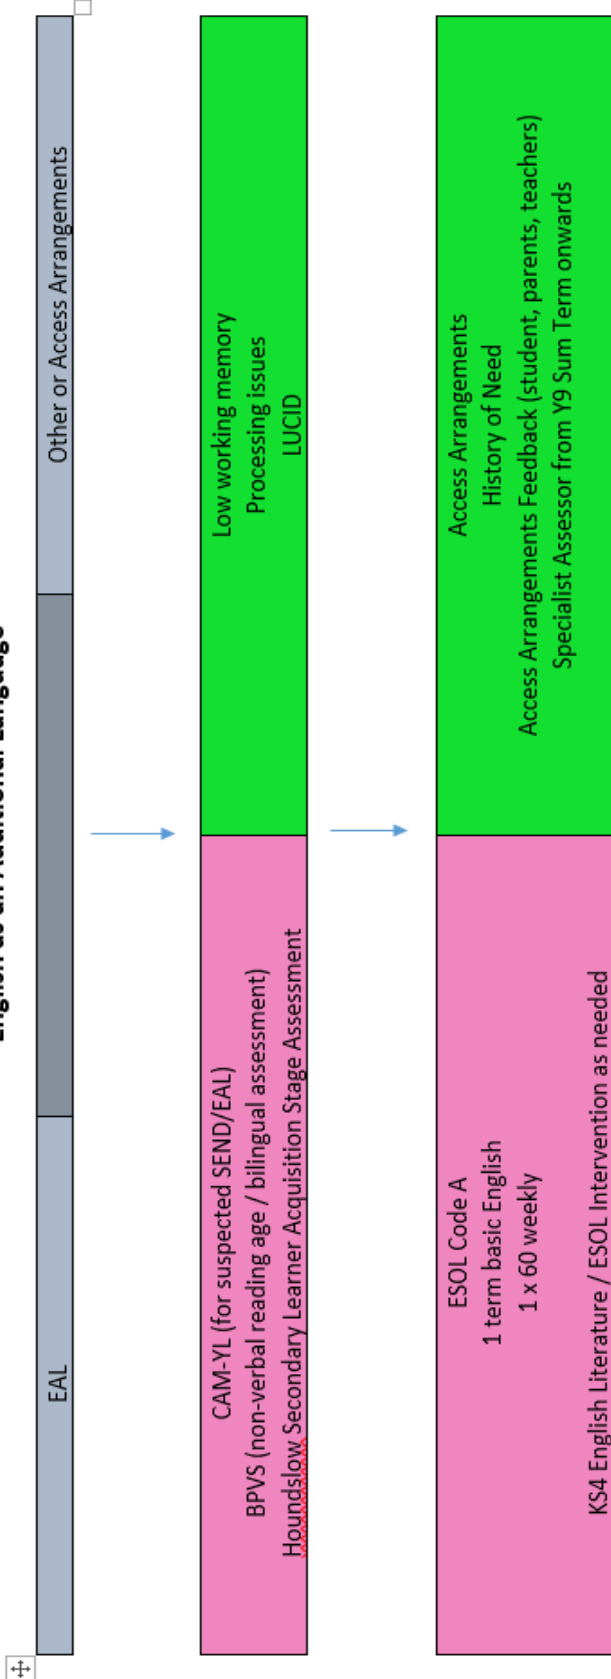 EAL
Other or Access Arrangements
CAM-YL (for suspected SEND/EAL)
BPVS (non-verbal reading age / bilingual assessment)
Houndslow Secondary Learner Acquisition Stage Assessment
Low working memory
Processing issues
LUCID
ESOL Code A
1 term basic English
1 x 60 weekly
KS4 English Literature / ESOL Intervention as needed
Access Arrangements
History of Need
Access Arrangements Feedback (student, parents, teachers)
Specialist Assessor from Y9 Sum Term onwards